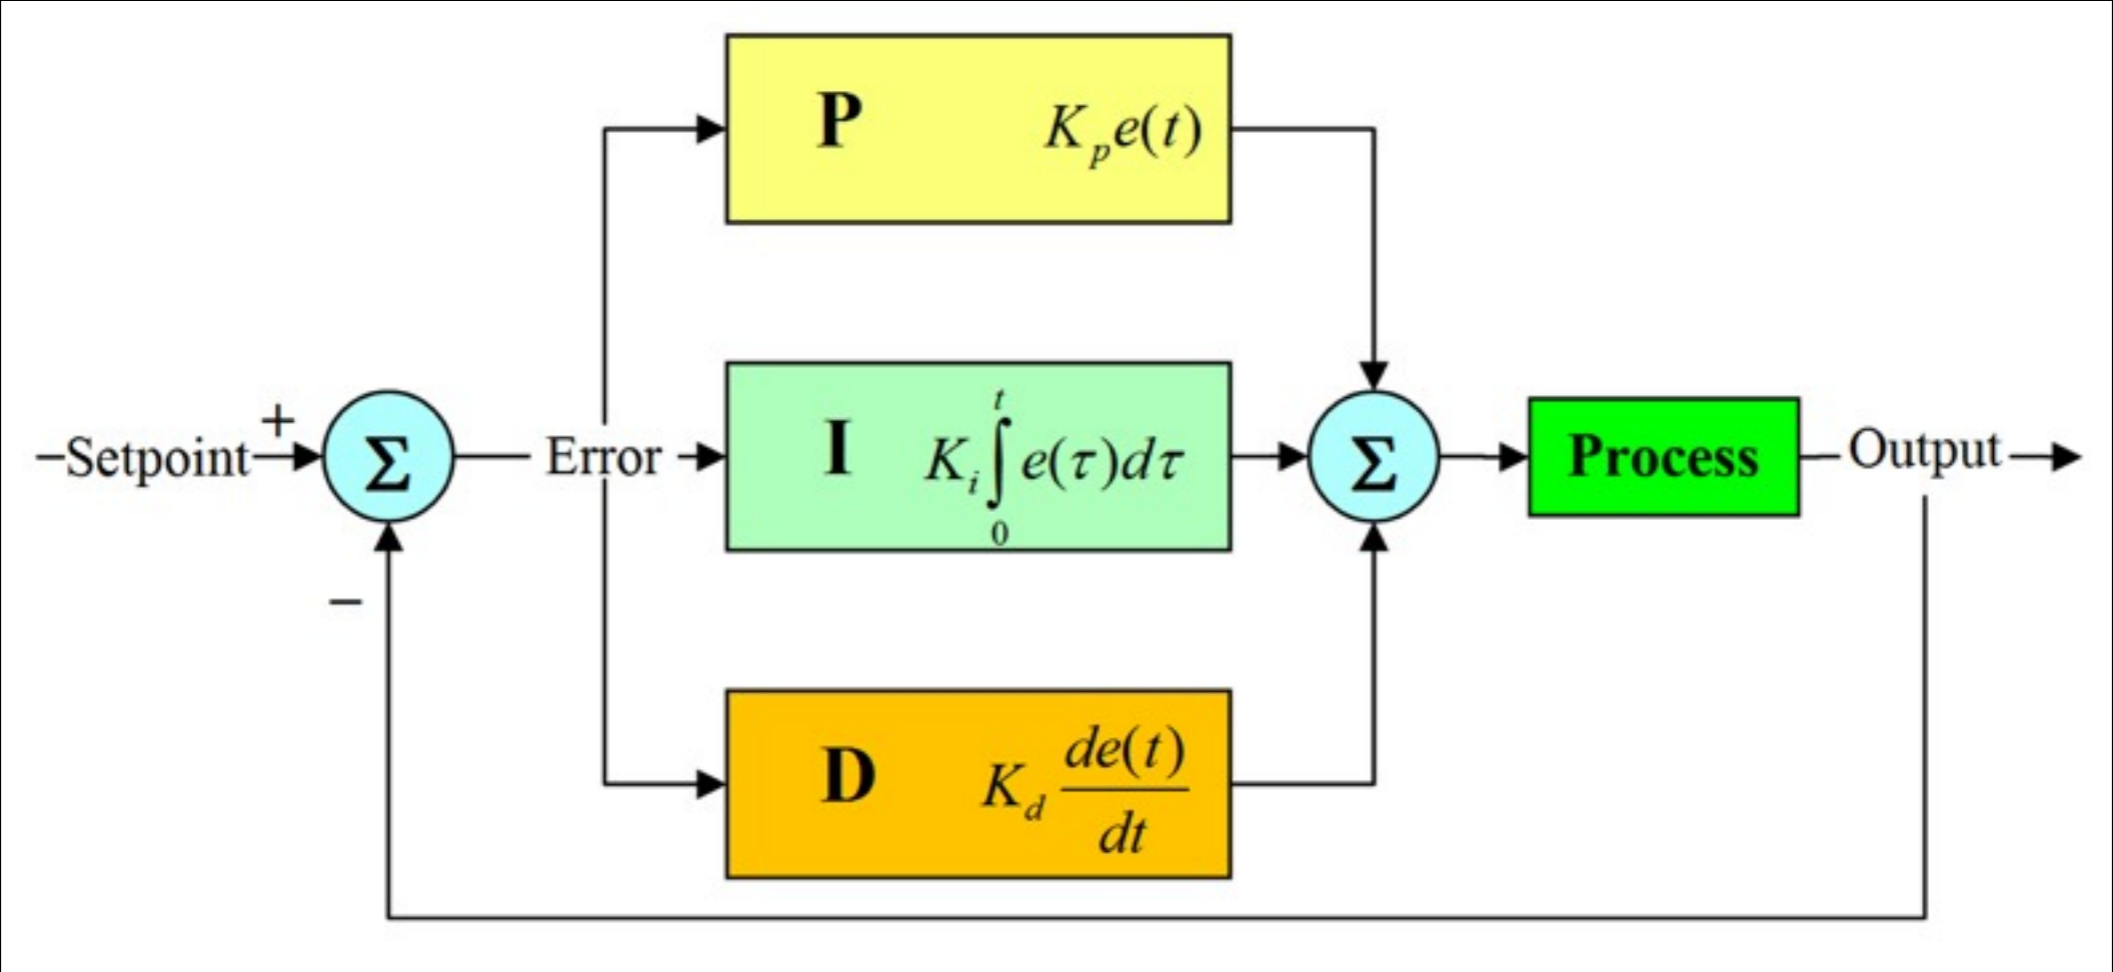 P K_p e(t)
+
–Setpoint
Σ
Error
I K_i ∫_0^t e(τ)dτ
Σ
Process
Output
–
D K_d de(t)/dt